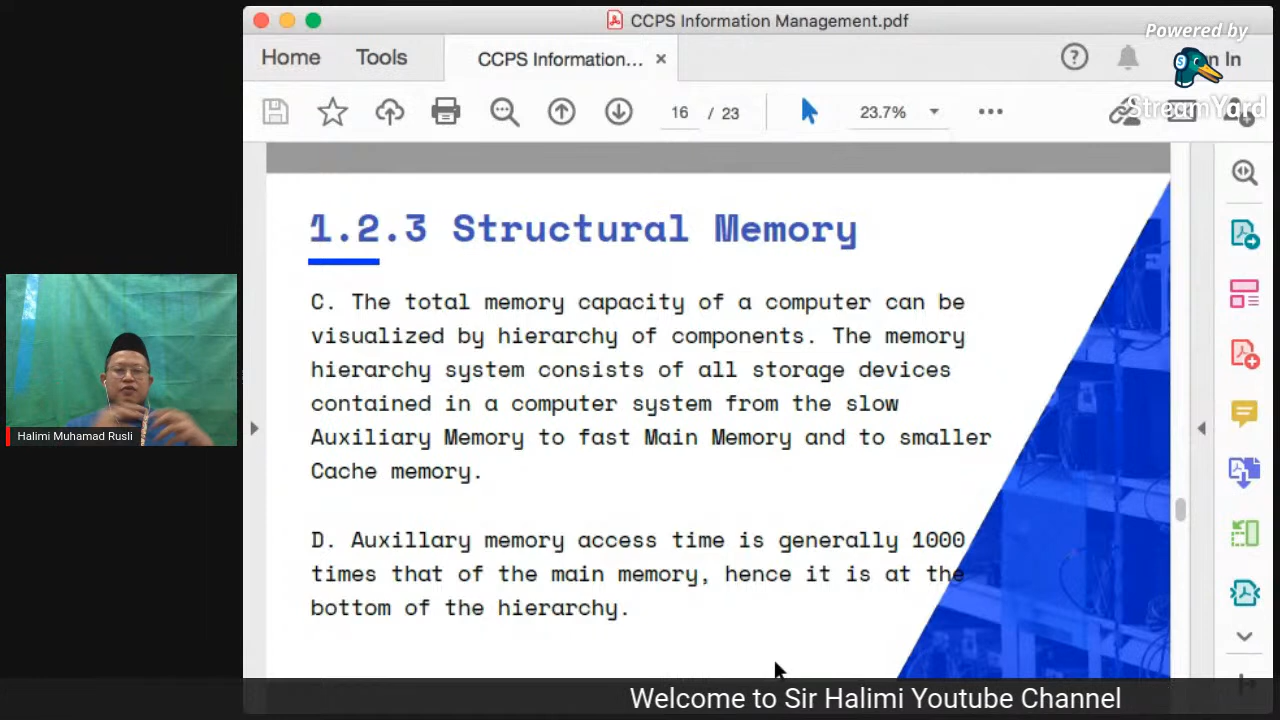 CCPS Information Management.pdf
Powered by
Home
Tools
CCPS Information...
In
StreamYard
16 / 23
23.7%
1.2.3 Structural Memory
C. The total memory capacity of a computer can be
visualized by hierarchy of components. The memory
hierarchy system consists of all storage devices
contained in a computer system from the slow
Auxiliary Memory to fast Main Memory and to smaller
Cache memory.
D. Auxillary memory access time is generally 1000
times that of the main memory, hence it is at the
bottom of the hierarchy.
Halimi Muhamad Rusli
Welcome to Sir Halimi Youtube Channel